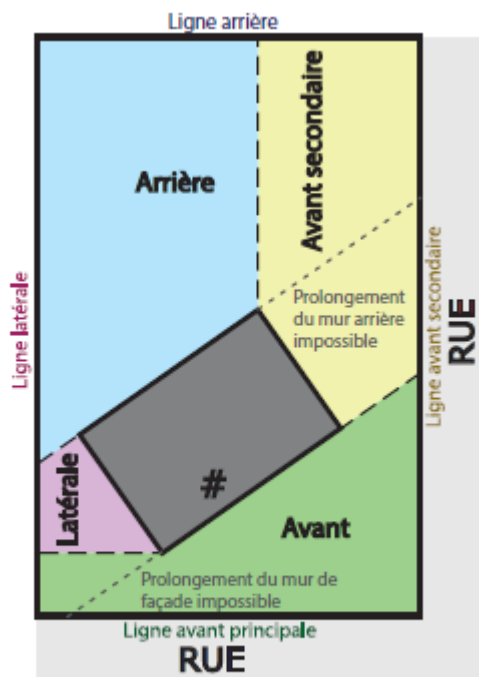 Ligne arrière
Arrière
Avant secondaire
Prolongement
du mur arrière
impossible
Ligne latérale
Ligne avant secondaire
RUE
Latérale
#
Avant
Prolongement du mur de
façade impossible
Ligne avant principale
RUE